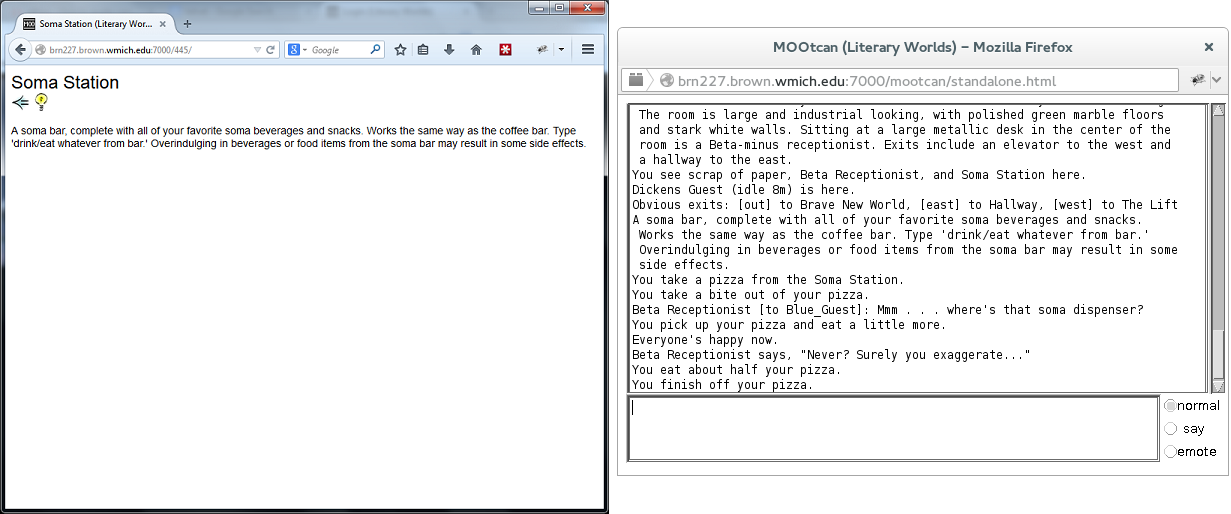 Soma Station (Literary Wor...
brn227.brown.wmich.edu:7000/445/
Google
Soma Station
A soma bar, complete with all of your favorite soma beverages and snacks. Works the same way as the coffee bar. Type
'drink/eat whatever from bar.' Overindulging in beverages or food items from the soma bar may result in some side effects.
MOOtcan (Literary Worlds) – Mozilla Firefox
brn227.brown.wmich.edu:7000/mootcan/standalone.html
The room is large and industrial looking, with polished green marble floors
and stark white walls. Sitting at a large metallic desk in the center of the
room is a Beta-minus receptionist. Exits include an elevator to the west and
a hallway to the east.
You see scrap of paper, Beta Receptionist, and Soma Station here.
Dickens Guest (idle 8m) is here.
Obvious exits: [out] to Brave New World, [east] to Hallway, [west] to The Lift
A soma bar, complete with all of your favorite soma beverages and snacks.
Works the same way as the coffee bar. Type 'drink/eat whatever from bar.'
Overindulging in beverages or food items from the soma bar may result in some
side effects.
You take a pizza from the Soma Station.
You take a bite out of your pizza.
Beta Receptionist [to Blue_Guest]: Mmm . . . where's that soma dispenser?
You pick up your pizza and eat a little more.
Everyone's happy now.
Beta Receptionist says, "Never? Surely you exaggerate..."
You eat about half your pizza.
You finish off your pizza.
normal
say
emote